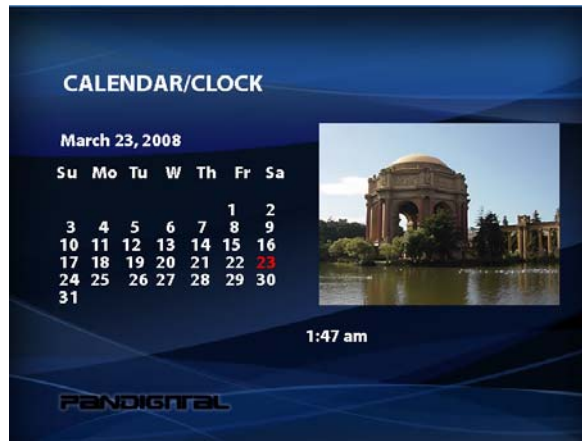 CALENDAR/CLOCK
March 23, 2008
Su Mo Tu W Th Fr Sa
1 2
3 4 5 6 7 8 9
10 11 12 13 14 15 16
17 18 19 20 21 22 23
24 25 26 27 28 29 30
31
1:47 am
PANDIGITAL